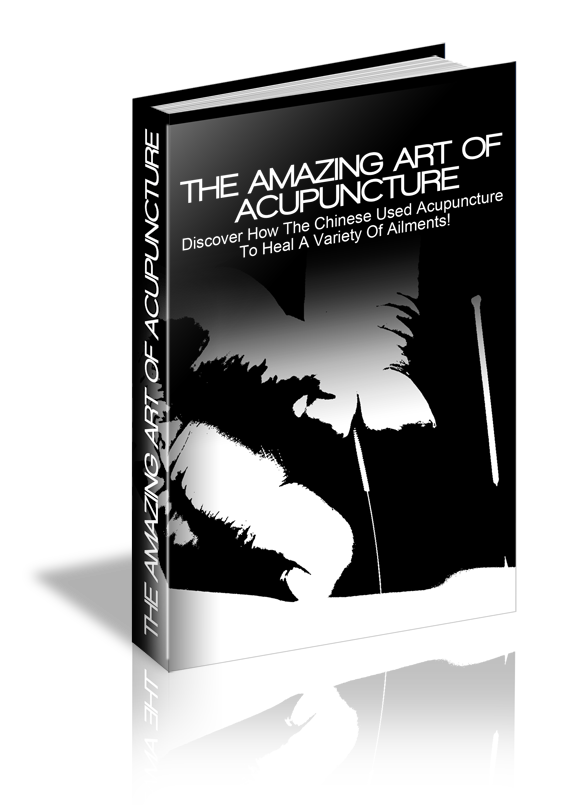 THE AMAZING ART OF
ACUPUNCTURE
Discover How The Chinese Used Acupuncture
To Heal A Variety Of Ailments!
THE AMAZING ART OF ACUPUNCTURE